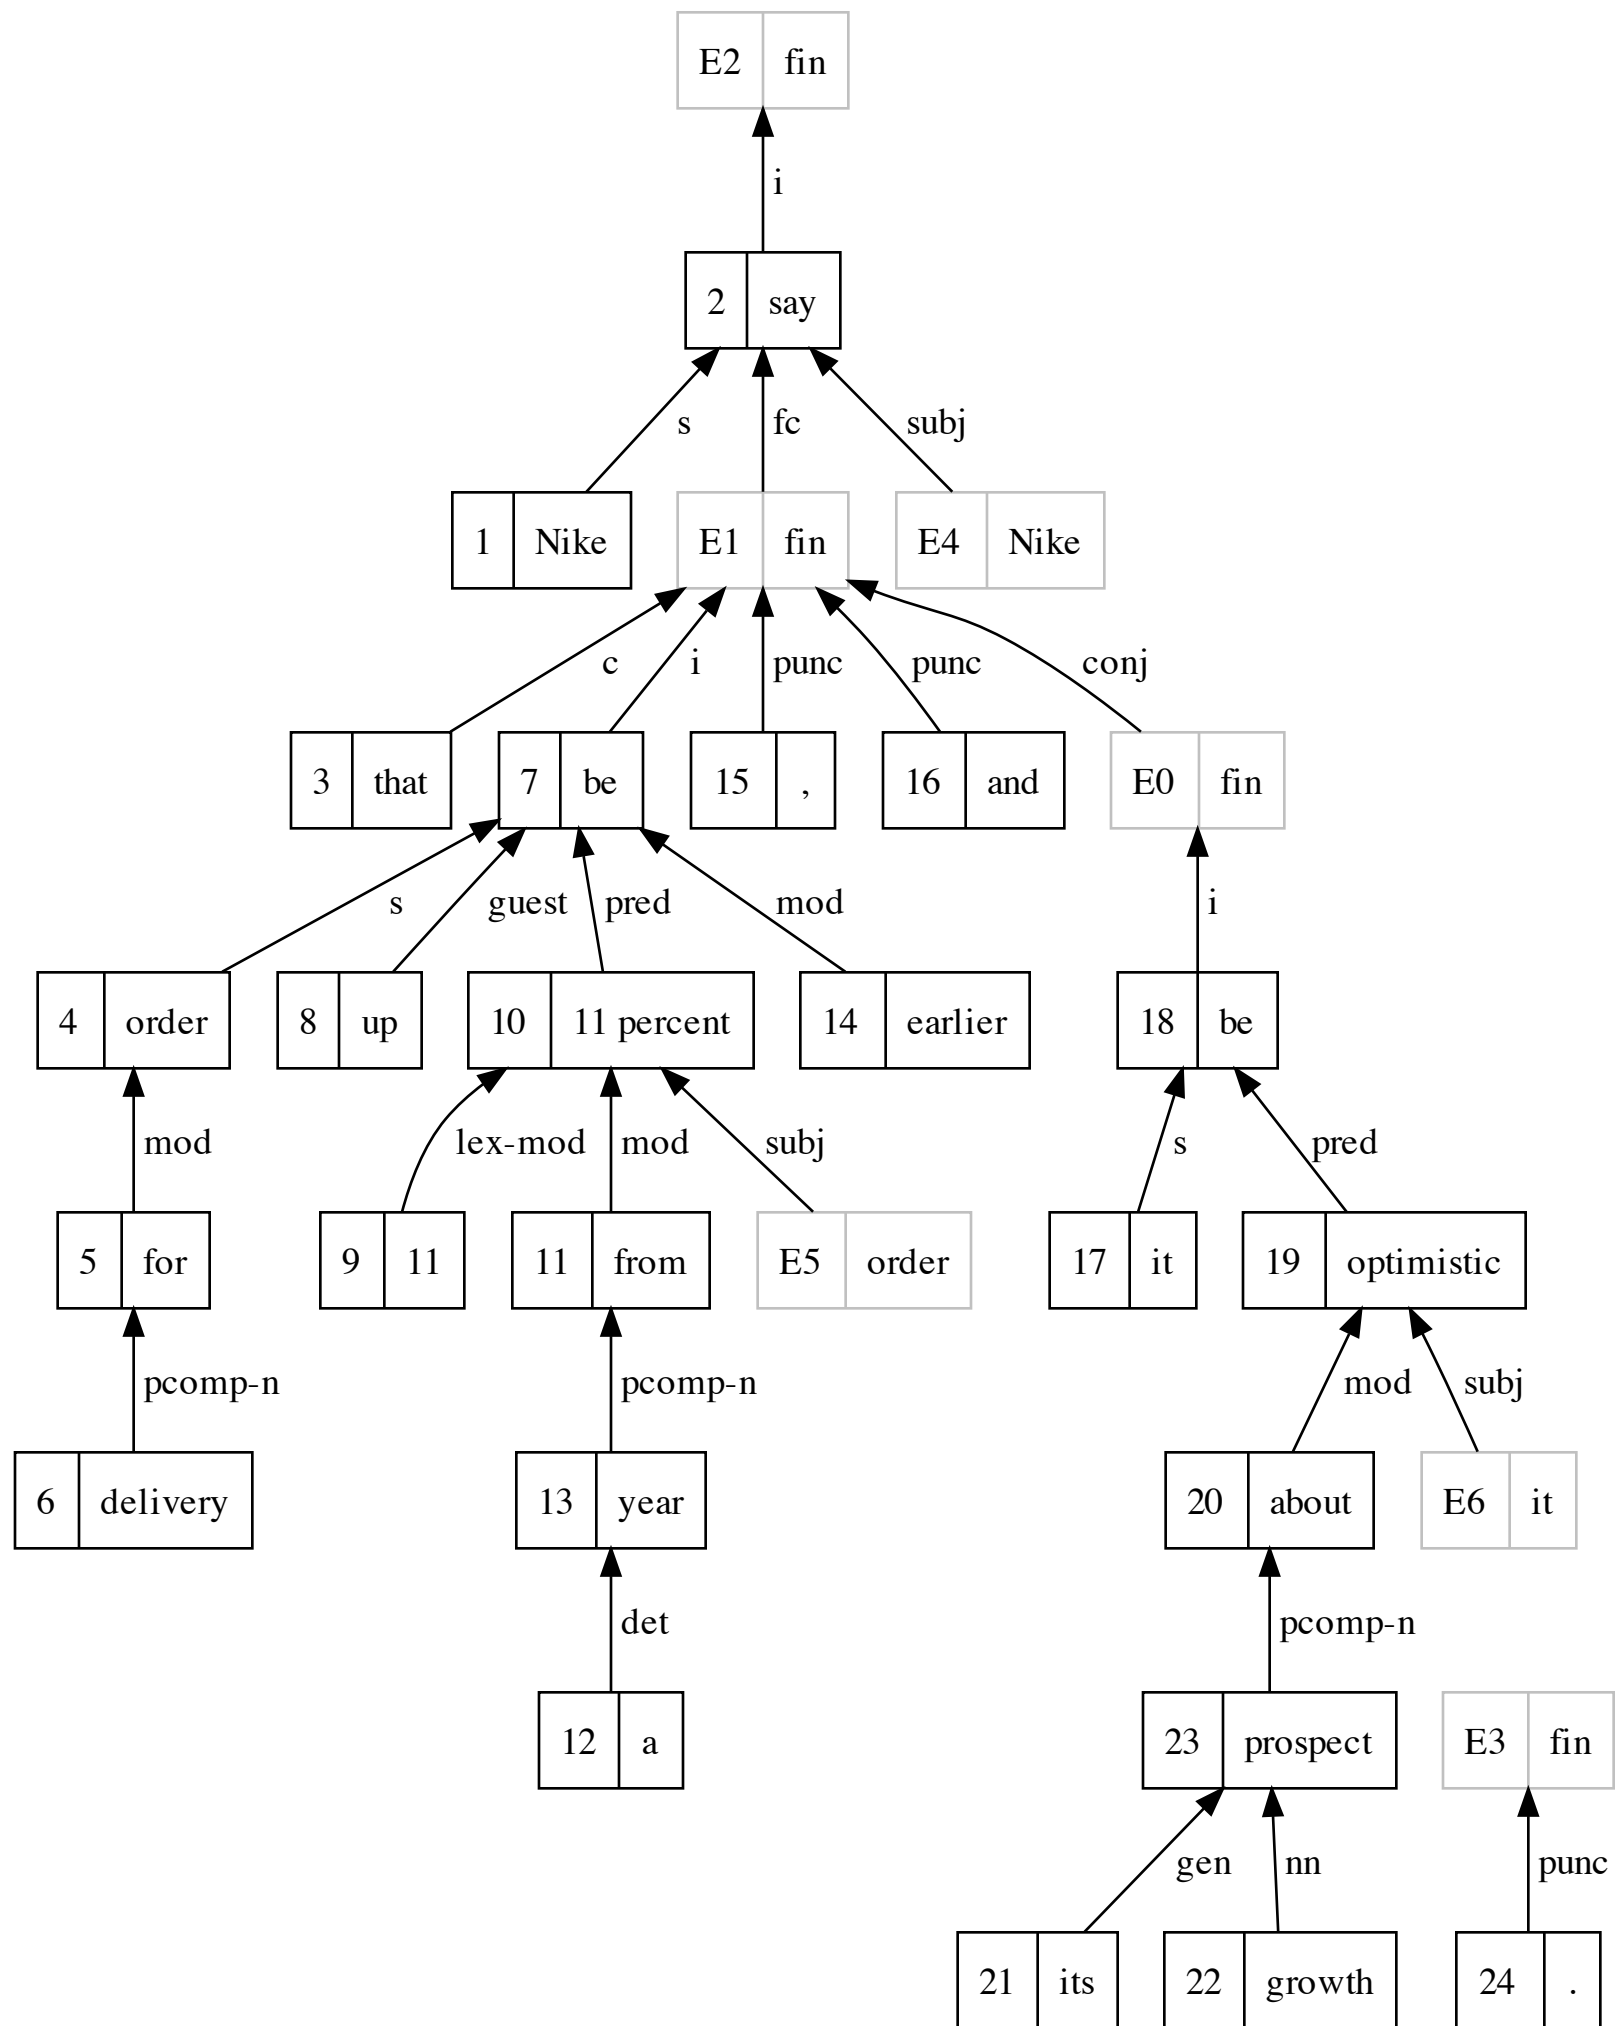 E2 fin
i
2 say
s fc subj
1 Nike E1 fin E4 Nike
c i punc punc conj
3 that 7 be 15 , 16 and E0 fin
s guest pred mod i
4 order 8 up 10 11 percent 14 earlier 18 be
mod lex-mod mod subj s pred
5 for 9 11 11 from E5 order 17 it 19 optimistic
pcomp-n pcomp-n mod subj
6 delivery 13 year 20 about E6 it
det pcomp-n
12 a 23 prospect E3 fin
gen nn punc
21 its 22 growth 24 .